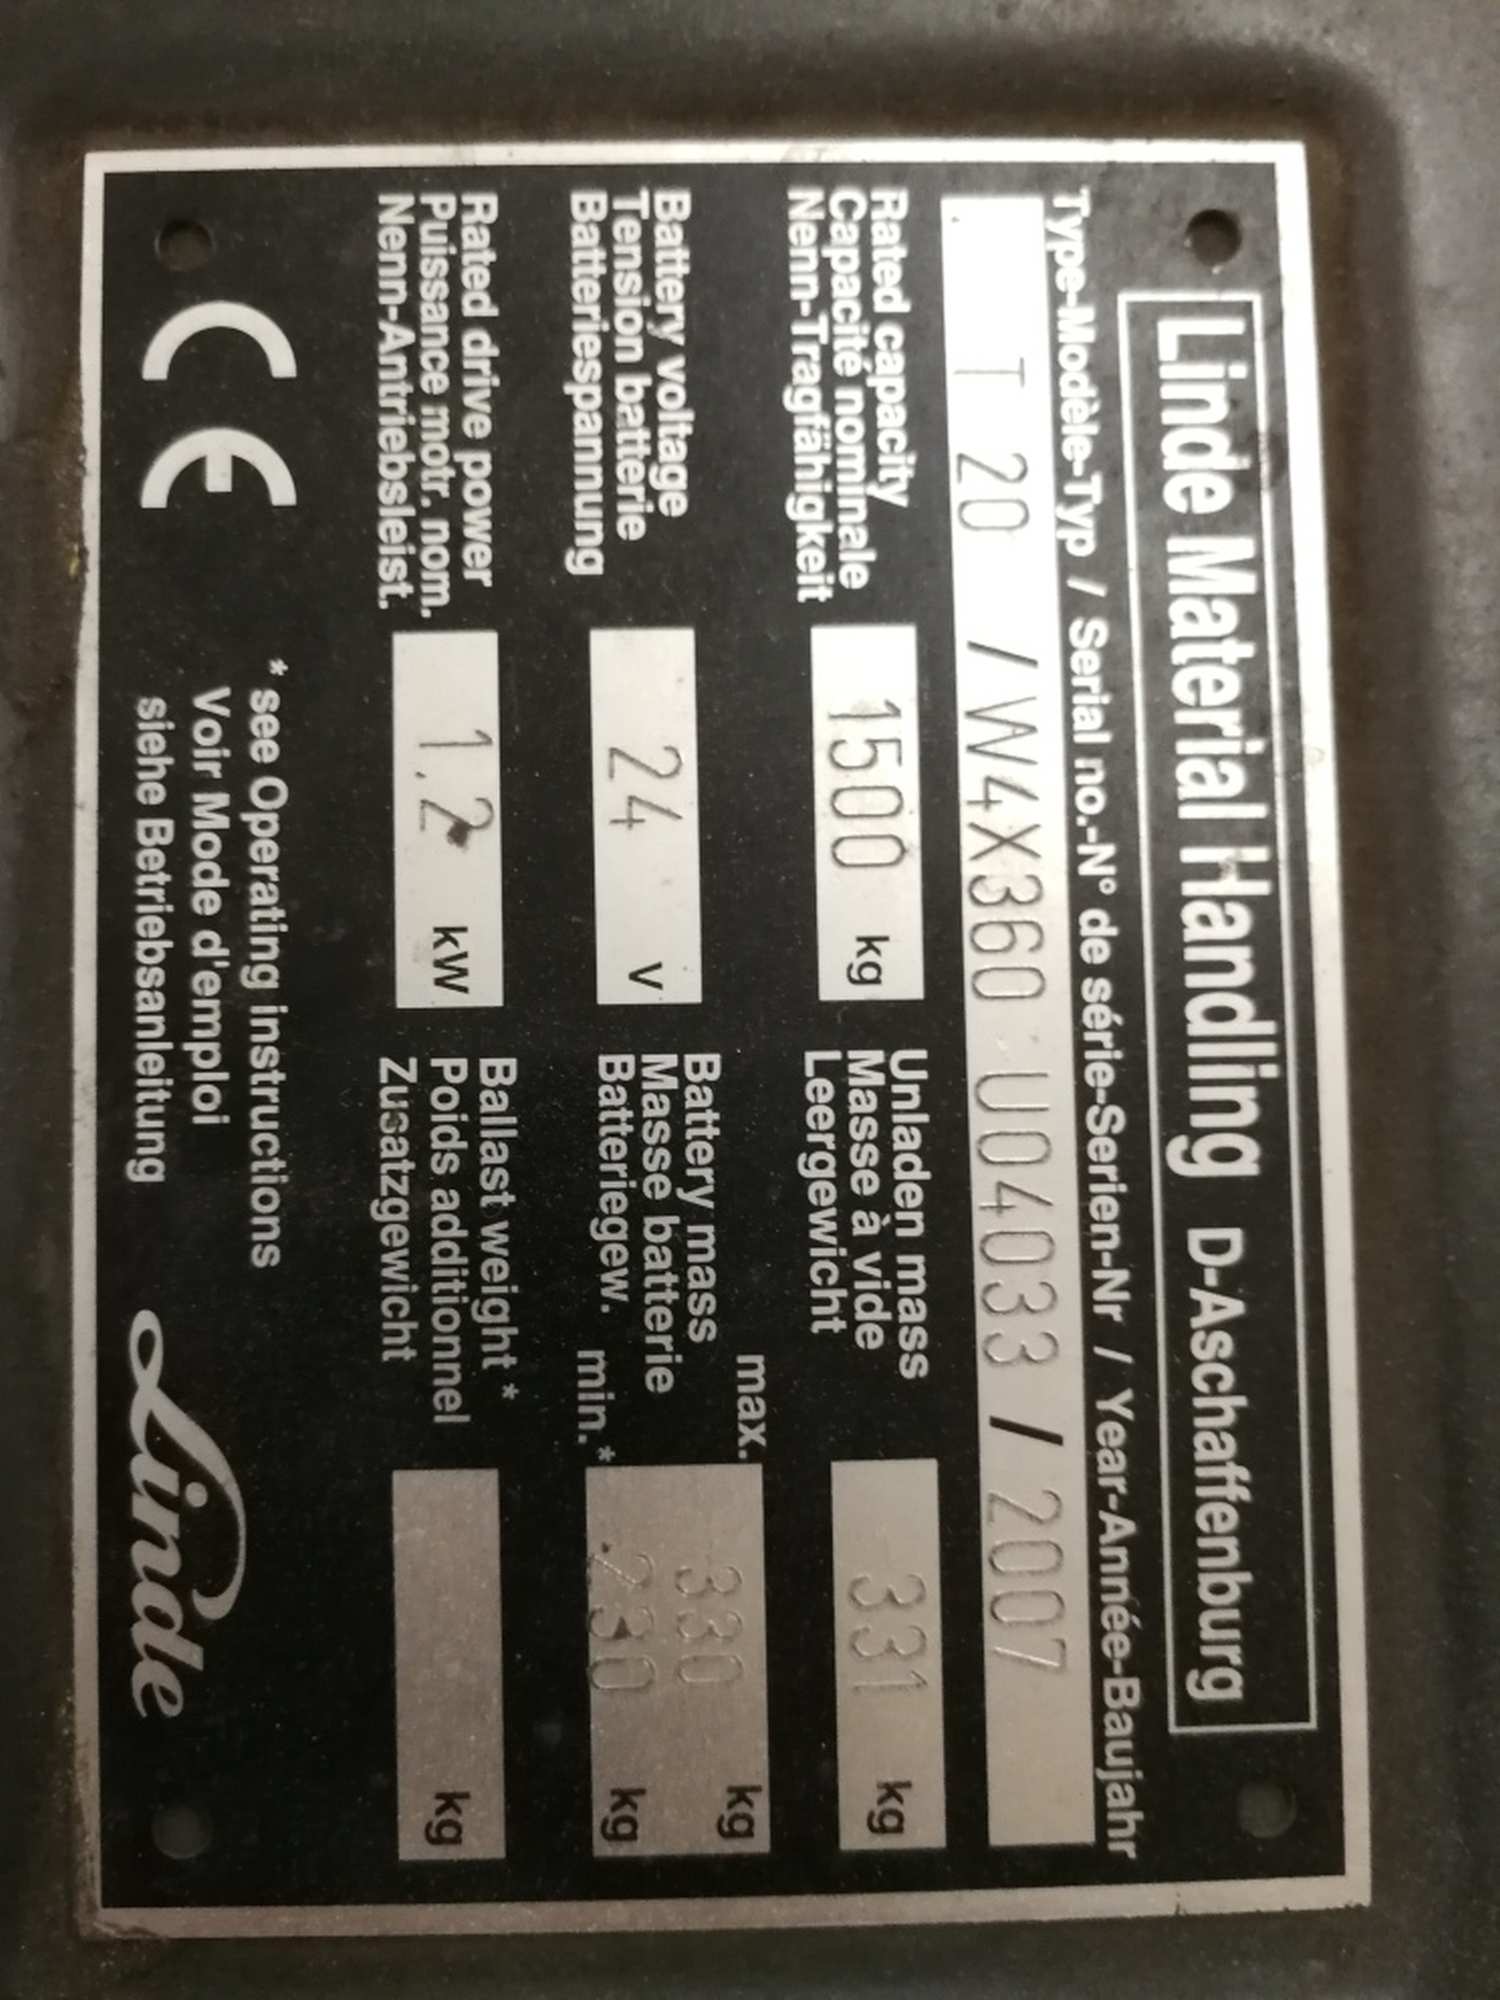 Linde Material Handling D-Aschaffenburg
Type-Modèle-Typ / Serial no.-N° de série-Serien-Nr / Year-Année-Baujahr
T 20 / W4X360 U04033 / 2007
Rated capacity
Capacité nominale
Nenn-Tragfähigkeit
1500 kg
Unladen mass
Masse à vide
Leergewicht
331 kg
Battery voltage
Tension batterie
Batteriespannung
24 V
max.
Battery mass
Masse batterie
Batteriegew. min.*
330 kg
230 kg
Rated drive power
Puissance motr. nom.
Nenn-Antriebsleist.
1,2 kW
Ballast weight *
Poids additionnel
Zusatzgewicht
kg
CE
* see Operating instructions
Voir Mode d'emploi
siehe Betriebsanleitung
Linde